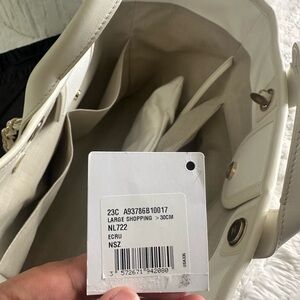 23C A93786B10017
LARGE SHOPPING > 30CM
NL722
ECRU
NSZ
3 572671 942080